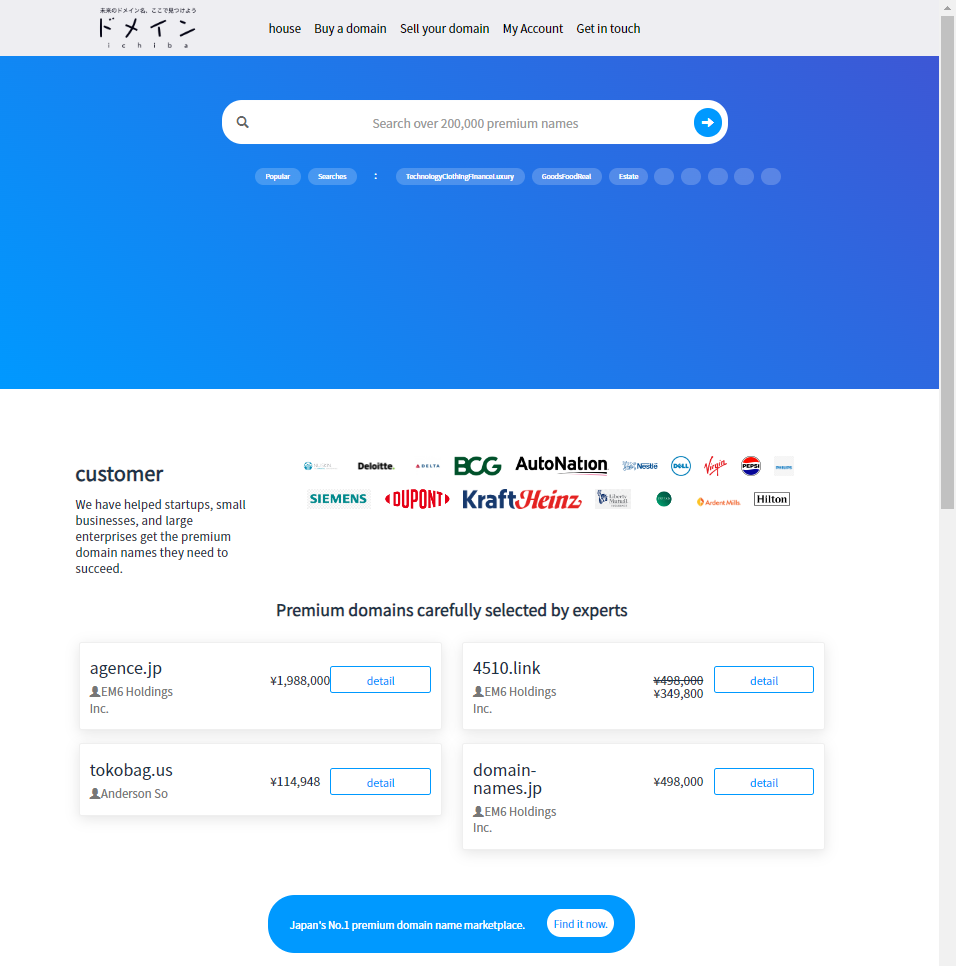 未来のドメイン名、ここで見つけよう
ドメイン
ichiba
house Buy a domain Sell your domain My Account Get in touch
Search over 200,000 premium names
Popular Searches : TechnologyClothingFinanceLuxury GoodsFoodReal Estate
customer
We have helped startups, small
businesses, and large
enterprises get the premium
domain names they need to
succeed.
Deloitte. DELTA BCG AutoNation Nestlé DELL Virgin PEPSI PHILIPS
SIEMENS DUPONT KraftHeinz Liberty Mutual Ardent Mills Hilton
Premium domains carefully selected by experts
agence.jp
EM6 Holdings
Inc.
¥1,988,000
detail
4510.link
EM6 Holdings
Inc.
¥498,000
¥349,800
detail
tokobag.us
Anderson So
¥114,948
detail
domain-
names.jp
EM6 Holdings
Inc.
¥498,000
detail
Japan's No.1 premium domain name marketplace. Find it now.